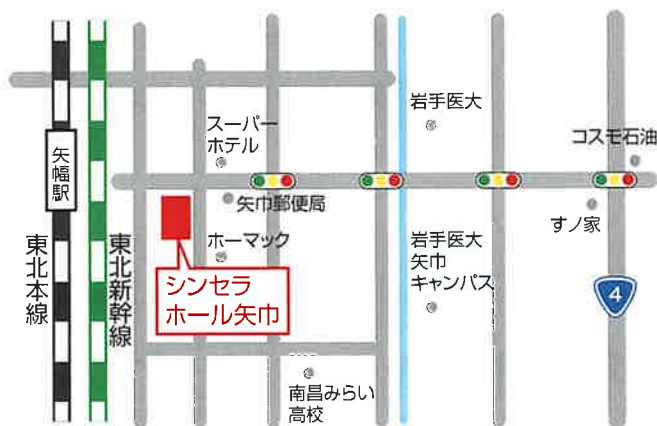 岩手医大
スーパー
ホテル
コスモ石油
矢幅駅
矢巾郵便局
すノ家
東北本線
東北新幹線
ホーマック
岩手医大
矢巾
キャンパス
シンセラ
ホール矢巾
4
南昌みらい
高校